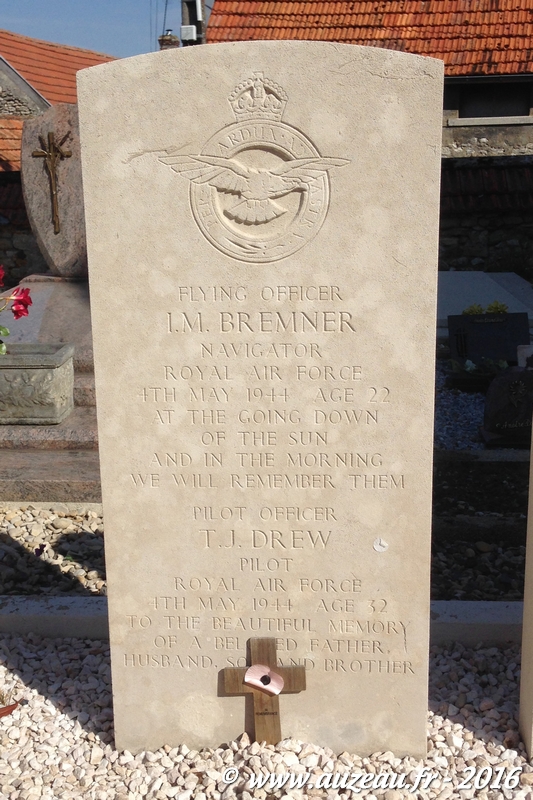 PER ARDUA AD ASTRA
FLYING OFFICER
I.M. BREMNER
NAVIGATOR
ROYAL AIR FORCE
4TH MAY 1944 AGE 22
AT THE GOING DOWN
OF THE SUN
AND IN THE MORNING
WE WILL REMEMBER THEM
PILOT OFFICER
T.J. DREW
PILOT
ROYAL AIR FORCE
4TH MAY 1944 AGE 32
TO THE BEAUTIFUL MEMORY
OF A BELOVED FATHER,
HUSBAND, SON AND BROTHER
© www.auzeau.fr - 2016